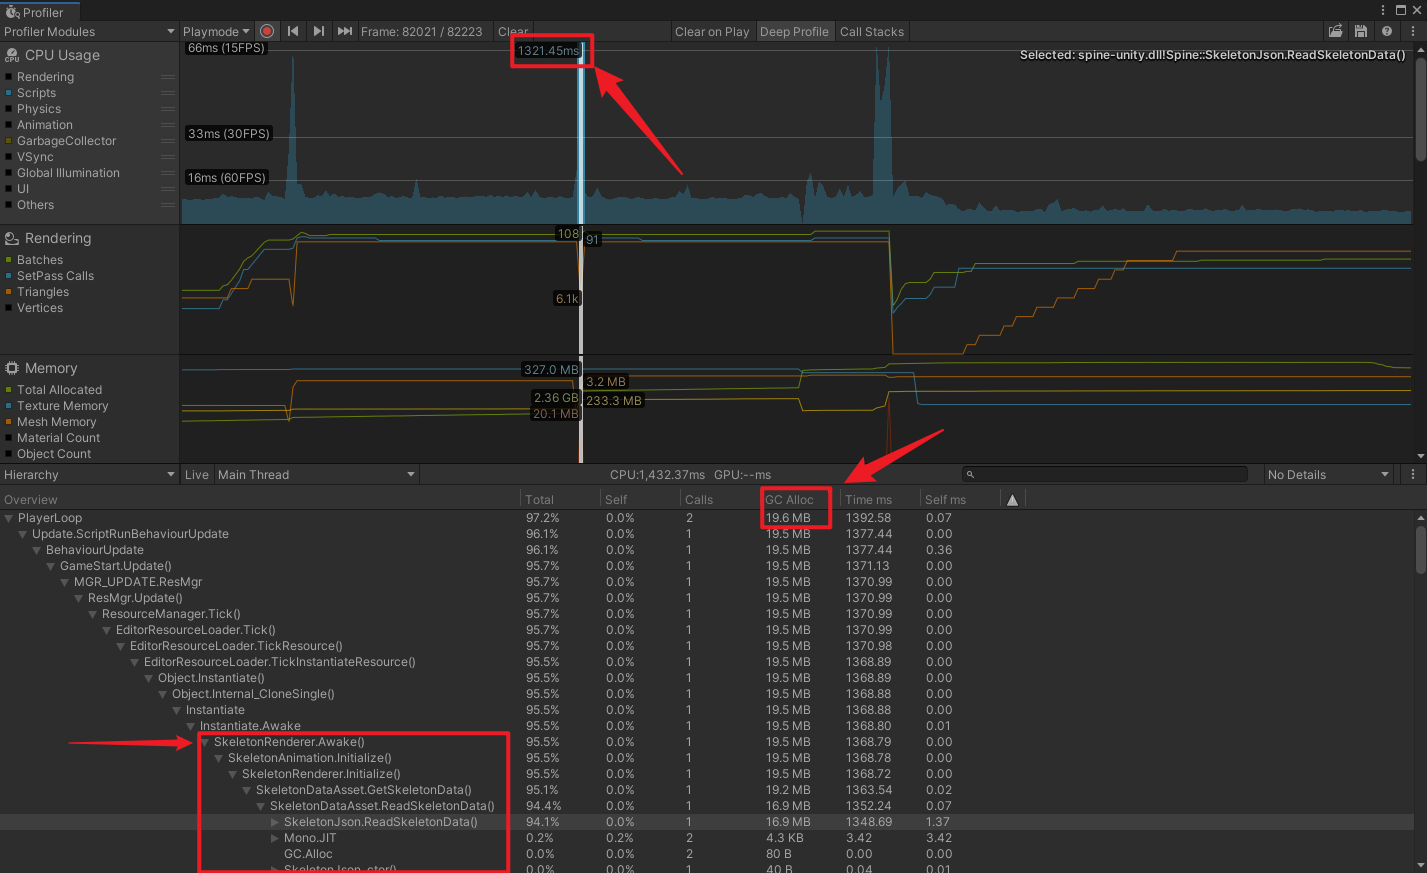 Profiler
Profiler Modules Playmode Frame: 82021 / 82223 Clear Clear on Play Deep Profile Call Stacks
CPU Usage
Rendering
Scripts
Physics
Animation
GarbageCollector
VSync
Global Illumination
UI
Others
66ms (15FPS)
1321.45ms
Selected: spine-unity.dll!Spine::SkeletonJson.ReadSkeletonData()
33ms (30FPS)
16ms (60FPS)
Rendering
Batches
SetPass Calls
Triangles
Vertices
108
91
6.1k
Memory
Total Allocated
Texture Memory
Mesh Memory
Material Count
Object Count
327.0 MB
3.2 MB
2.36 GB
233.3 MB
20.1 MB
Hierarchy Live Main Thread CPU:1,432.37ms GPU:--ms No Details
Overview Total Self Calls GC Alloc Time ms Self ms
PlayerLoop 97.2% 0.0% 2 19.6 MB 1392.58 0.07
Update.ScriptRunBehaviourUpdate 96.1% 0.0% 1 19.5 MB 1377.44 0.00
BehaviourUpdate 96.1% 0.0% 1 19.5 MB 1377.44 0.36
GameStart.Update() 95.7% 0.0% 1 19.5 MB 1371.13 0.00
MGR_UPDATE.ResMgr 95.7% 0.0% 1 19.5 MB 1370.99 0.00
ResMgr.Update() 95.7% 0.0% 1 19.5 MB 1370.99 0.00
ResourceManager.Tick() 95.7% 0.0% 1 19.5 MB 1370.99 0.00
EditorResourceLoader.Tick() 95.7% 0.0% 1 19.5 MB 1370.99 0.00
EditorResourceLoader.TickResource() 95.7% 0.0% 1 19.5 MB 1370.98 0.00
EditorResourceLoader.TickInstantiateResource() 95.5% 0.0% 1 19.5 MB 1368.89 0.00
Object.Instantiate() 95.5% 0.0% 1 19.5 MB 1368.89 0.00
Object.Internal_CloneSingle() 95.5% 0.0% 1 19.5 MB 1368.88 0.00
Instantiate 95.5% 0.0% 1 19.5 MB 1368.88 0.00
Instantiate.Awake 95.5% 0.0% 1 19.5 MB 1368.80 0.01
SkeletonRenderer.Awake() 95.5% 0.0% 1 19.5 MB 1368.79 0.00
SkeletonAnimation.Initialize() 95.5% 0.0% 1 19.5 MB 1368.78 0.00
SkeletonRenderer.Initialize() 95.5% 0.0% 1 19.5 MB 1368.72 0.00
SkeletonDataAsset.GetSkeletonData() 95.1% 0.0% 1 19.2 MB 1363.54 0.02
SkeletonDataAsset.ReadSkeletonData() 94.4% 0.0% 1 16.9 MB 1352.24 0.07
SkeletonJson.ReadSkeletonData() 94.1% 0.0% 1 16.9 MB 1348.69 1.37
Mono.JIT 0.2% 0.2% 2 4.3 KB 3.42 3.42
GC.Alloc 0.0% 0.0% 2 80 B 0.00 0.00
SkeletonJson..ctor() 0.0% 0.0% 1 40 B 0.04 0.01